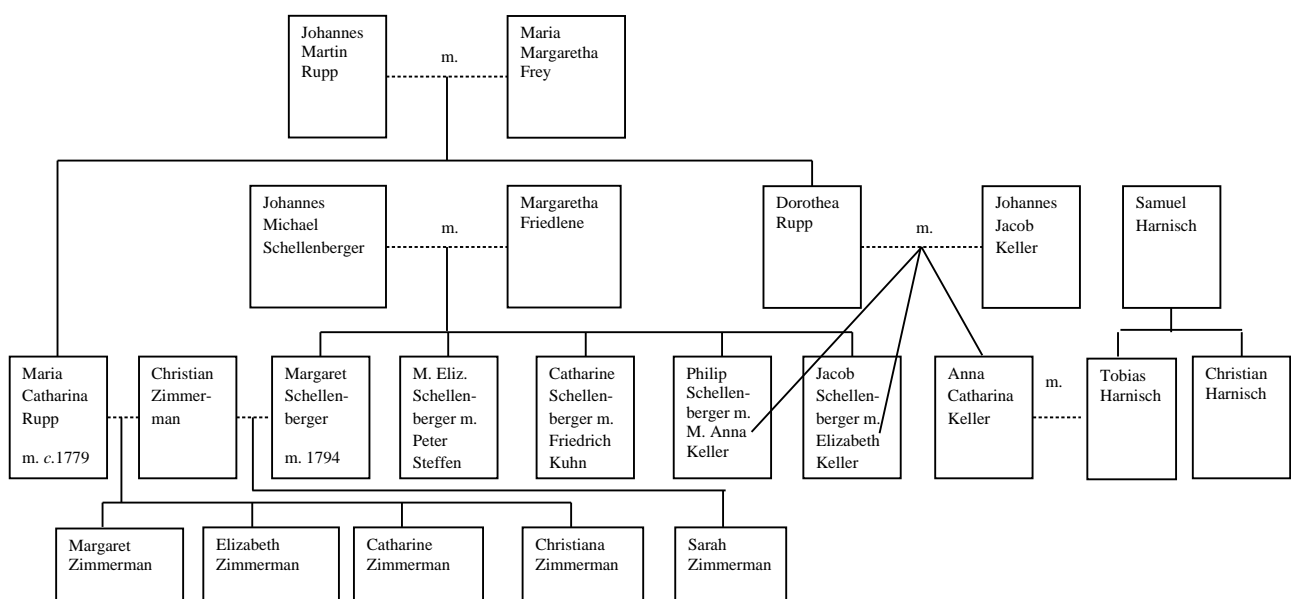 Johannes
Martin
Rupp
m.
Maria
Margaretha
Frey
Johannes
Michael
Schellenberger
m.
Margaretha
Friedlene
Dorothea
Rupp
m.
Johannes
Jacob
Keller
Samuel
Harnisch
Maria
Catharina
Rupp
m. c.1779
Christian
Zimmer-
man
Margaret
Schellen-
berger
m. 1794
M. Eliz.
Schellen-
berger m.
Peter
Steffen
Catharine
Schellen-
berger m.
Friedrich
Kuhn
Philip
Schellen-
berger m.
M. Anna
Keller
Jacob
Schellen-
berger m.
Elizabeth
Keller
Anna
Catharina
Keller
m.
Tobias
Harnisch
Christian
Harnisch
Margaret
Zimmerman
Elizabeth
Zimmerman
Catharine
Zimmerman
Christiana
Zimmerman
Sarah
Zimmerman